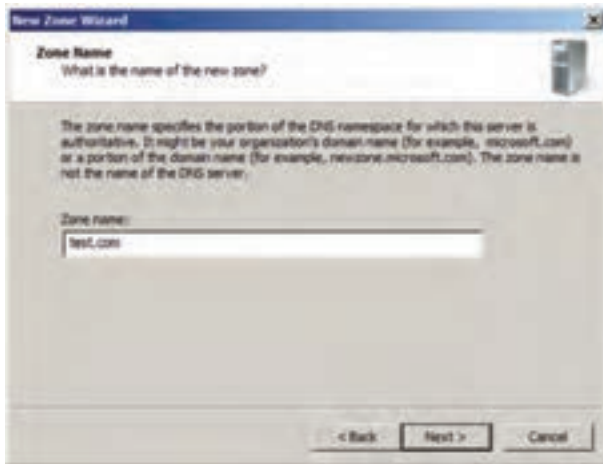 New Zone Wizard
Zone Name
What is the name of the new zone?
The zone name specifies the portion of the DNS namespace for which this server is
authoritative. It might be your organization's domain name (for example, microsoft.com)
or a portion of the domain name (for example, newzone.microsoft.com). The zone name is
not the name of the DNS server.
Zone name:
test.com
< Back Next > Cancel